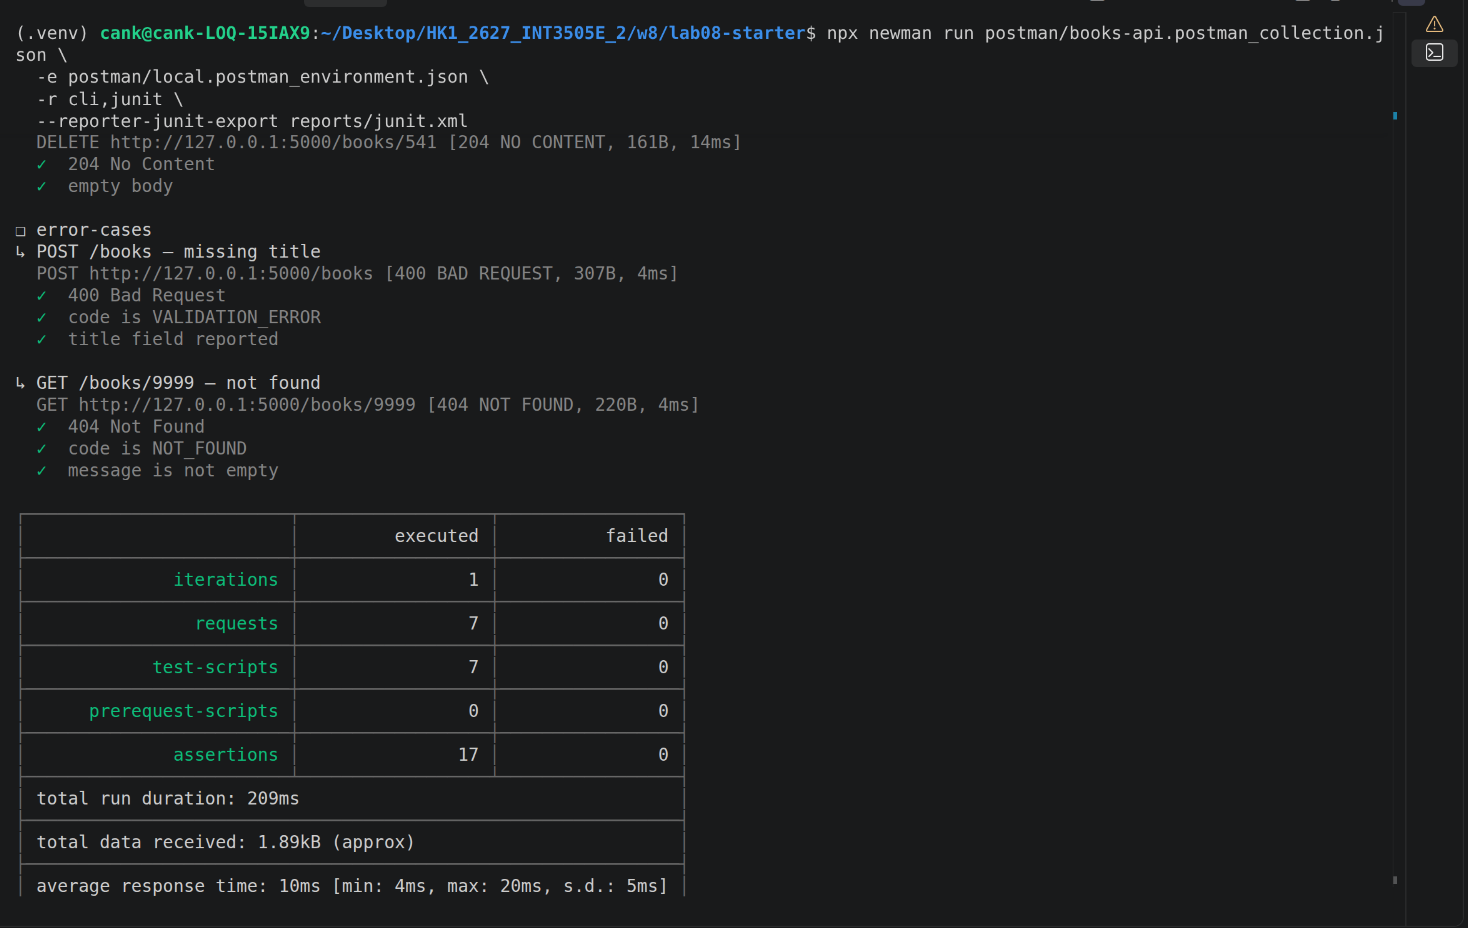 (.venv) cank@cank-LOQ-15IAX9:~/Desktop/HK1_2627_INT3505E_2/w8/lab08-starter$ npx newman run postman/books-api.postman_collection.j
son \
  -e postman/local.postman_environment.json \
  -r cli,junit \
  --reporter-junit-export reports/junit.xml
  DELETE http://127.0.0.1:5000/books/541 [204 NO CONTENT, 161B, 14ms]
  ✓  204 No Content
  ✓  empty body

❏ error-cases
↳ POST /books — missing title
  POST http://127.0.0.1:5000/books [400 BAD REQUEST, 307B, 4ms]
  ✓  400 Bad Request
  ✓  code is VALIDATION_ERROR
  ✓  title field reported

↳ GET /books/9999 — not found
  GET http://127.0.0.1:5000/books/9999 [404 NOT FOUND, 220B, 4ms]
  ✓  404 Not Found
  ✓  code is NOT_FOUND
  ✓  message is not empty

executed failed
iterations 1 0
requests 7 0
test-scripts 7 0
prerequest-scripts 0 0
assertions 17 0
total run duration: 209ms
total data received: 1.89kB (approx)
average response time: 10ms [min: 4ms, max: 20ms, s.d.: 5ms]